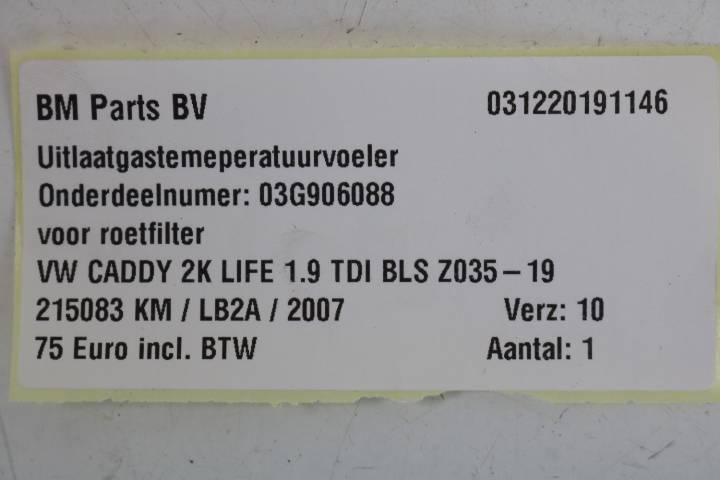 BM Parts BV 031220191146
Uitlaatgastemeperatuurvoeler
Onderdeelnumer: 03G906088
voor roetfilter
VW CADDY 2K LIFE 1.9 TDI BLS Z035-19
215083 KM / LB2A / 2007 Verz: 10
75 Euro incl. BTW Aantal: 1